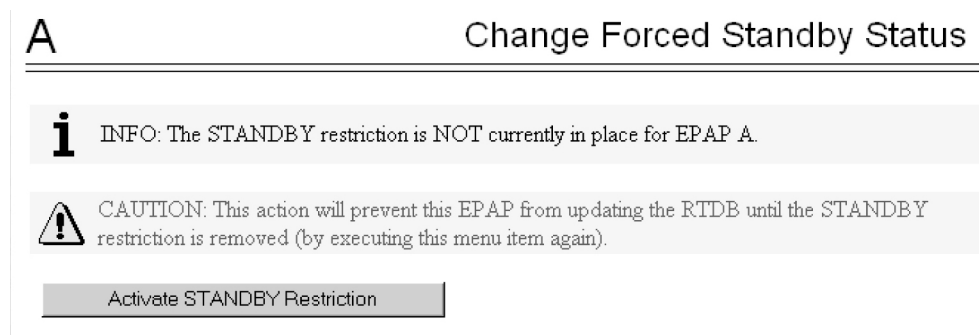 A
Change Forced Standby Status
INFO: The STANDBY restriction is NOT currently in place for EPAP A.
CAUTION: This action will prevent this EPAP from updating the RTDB until the STANDBY
restriction is removed (by executing this menu item again).
Activate STANDBY Restriction